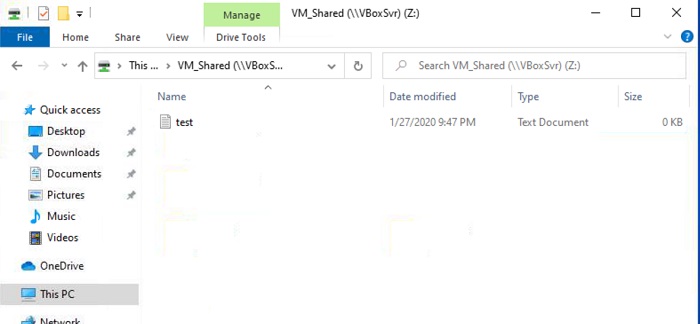 Manage VM_Shared (\\VBoxSvr) (Z:)
File Home Share View Drive Tools
This ... VM_Shared (\\VBoxS... Search VM_Shared (\\VBoxSvr) (Z:)
Name Date modified Type Size
Quick access
test 1/27/2020 9:47 PM Text Document 0 KB
Desktop
Downloads
Documents
Pictures
Music
Videos
OneDrive
This PC
Network